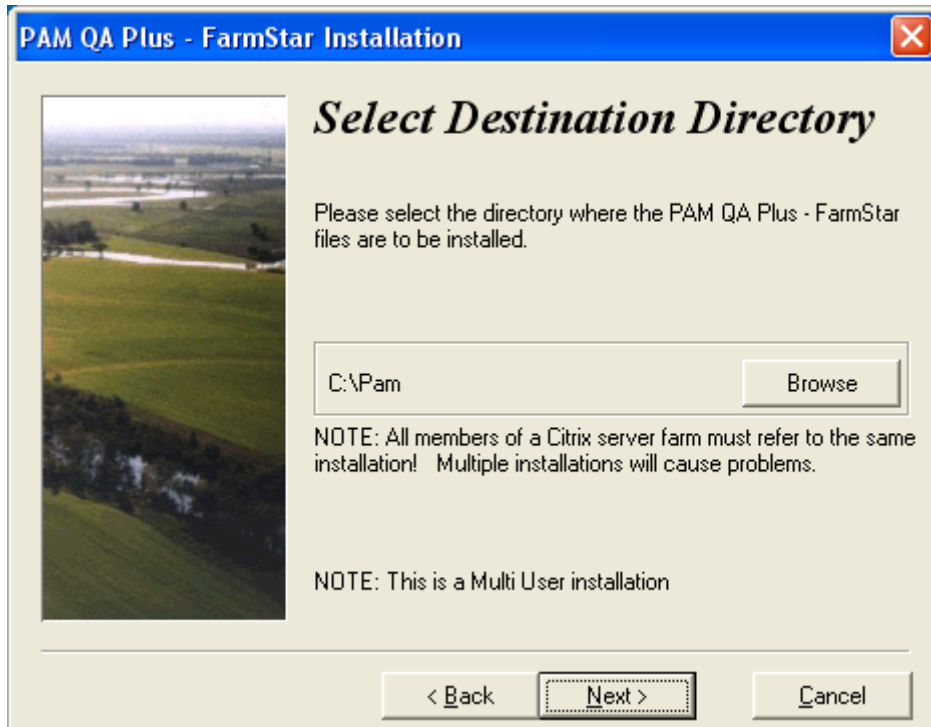 PAM QA Plus - FarmStar Installation
Select Destination Directory
Please select the directory where the PAM QA Plus - FarmStar
files are to be installed.
C:\Pam
Browse
NOTE: All members of a Citrix server farm must refer to the same
installation!   Multiple installations will cause problems.
NOTE: This is a Multi User installation
< Back
Next >
Cancel